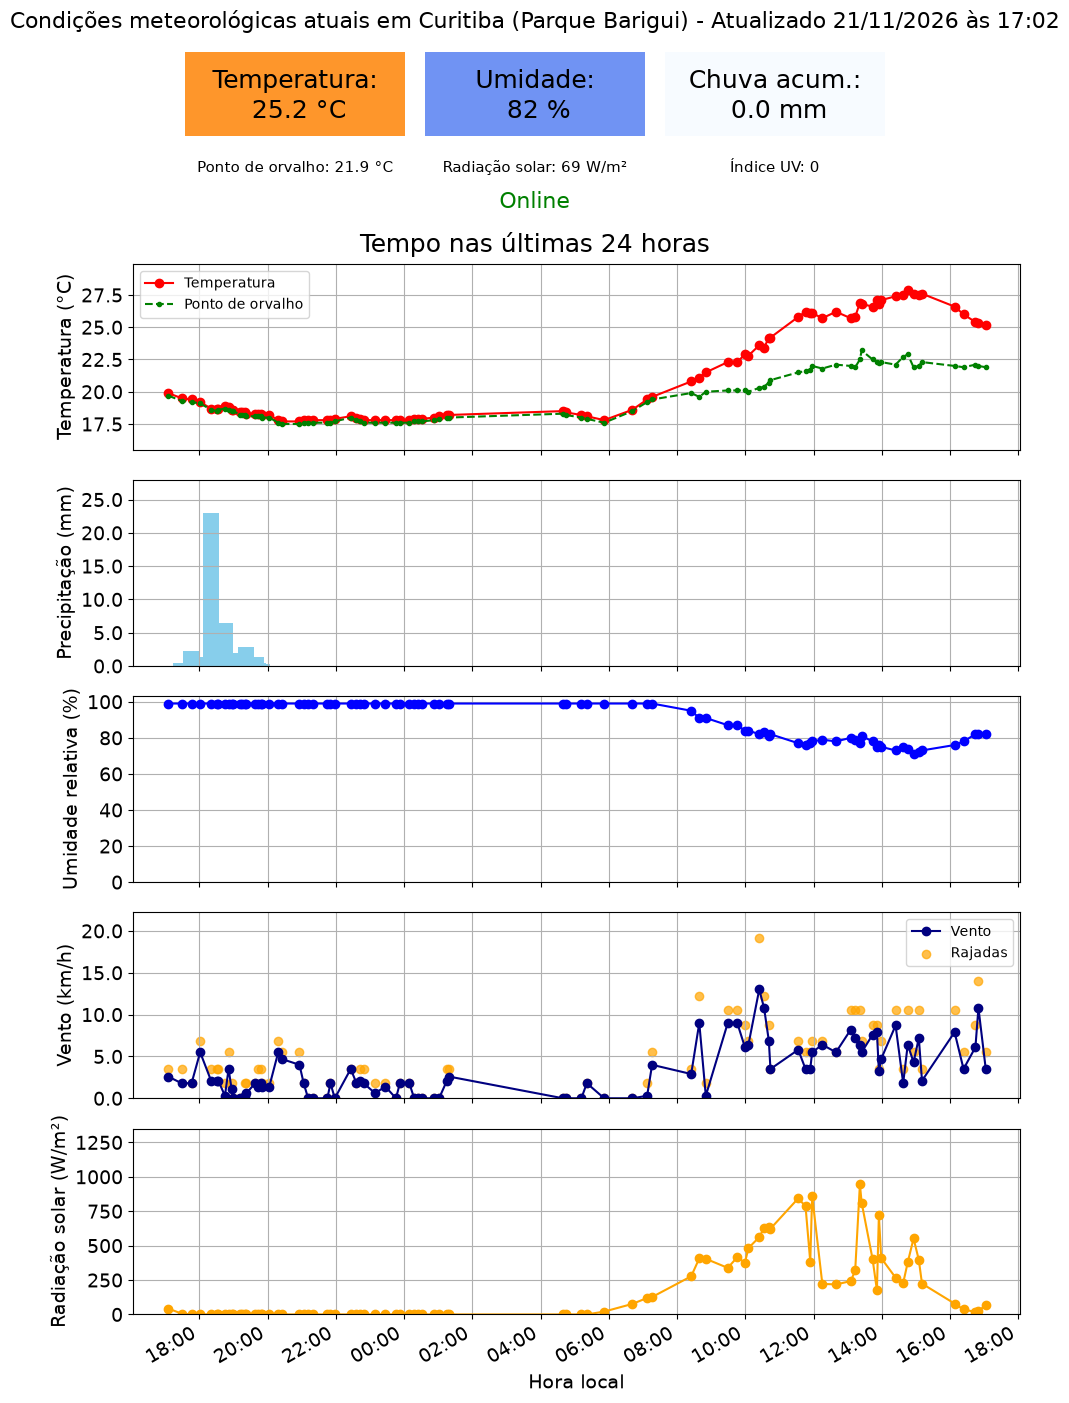 Condições meteorológicas atuais em Curitiba (Parque Barigui) - Atualizado 21/11/2026 às 17:02
Temperatura:
25.2 °C
Umidade:
82 %
Chuva acum.:
0.0 mm
Ponto de orvalho: 21.9 °C
Radiação solar: 69 W/m²
Índice UV: 0
Online
Tempo nas últimas 24 horas
Temperatura (°C)
27.5
25.0
22.5
20.0
17.5
Temperatura
Ponto de orvalho
Precipitação (mm)
25.0
20.0
15.0
10.0
5.0
0.0
Umidade relativa (%)
100
80
60
40
20
0
Vento (km/h)
20.0
15.0
10.0
5.0
0.0
Vento
Rajadas
Radiação solar (W/m²)
1250
1000
750
500
250
0
18:00
20:00
22:00
00:00
02:00
04:00
06:00
08:00
10:00
12:00
14:00
16:00
18:00
Hora local